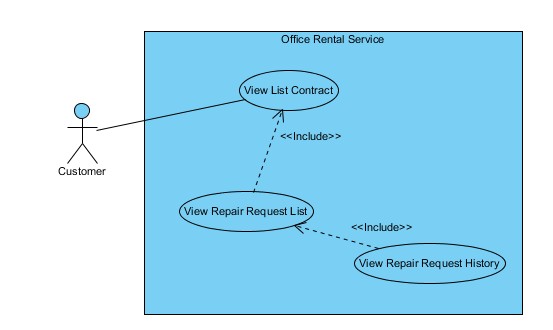 Office Rental Service
View List Contract
<<Include>>
Customer
View Repair Request List
<<Include>>
View Repair Request History